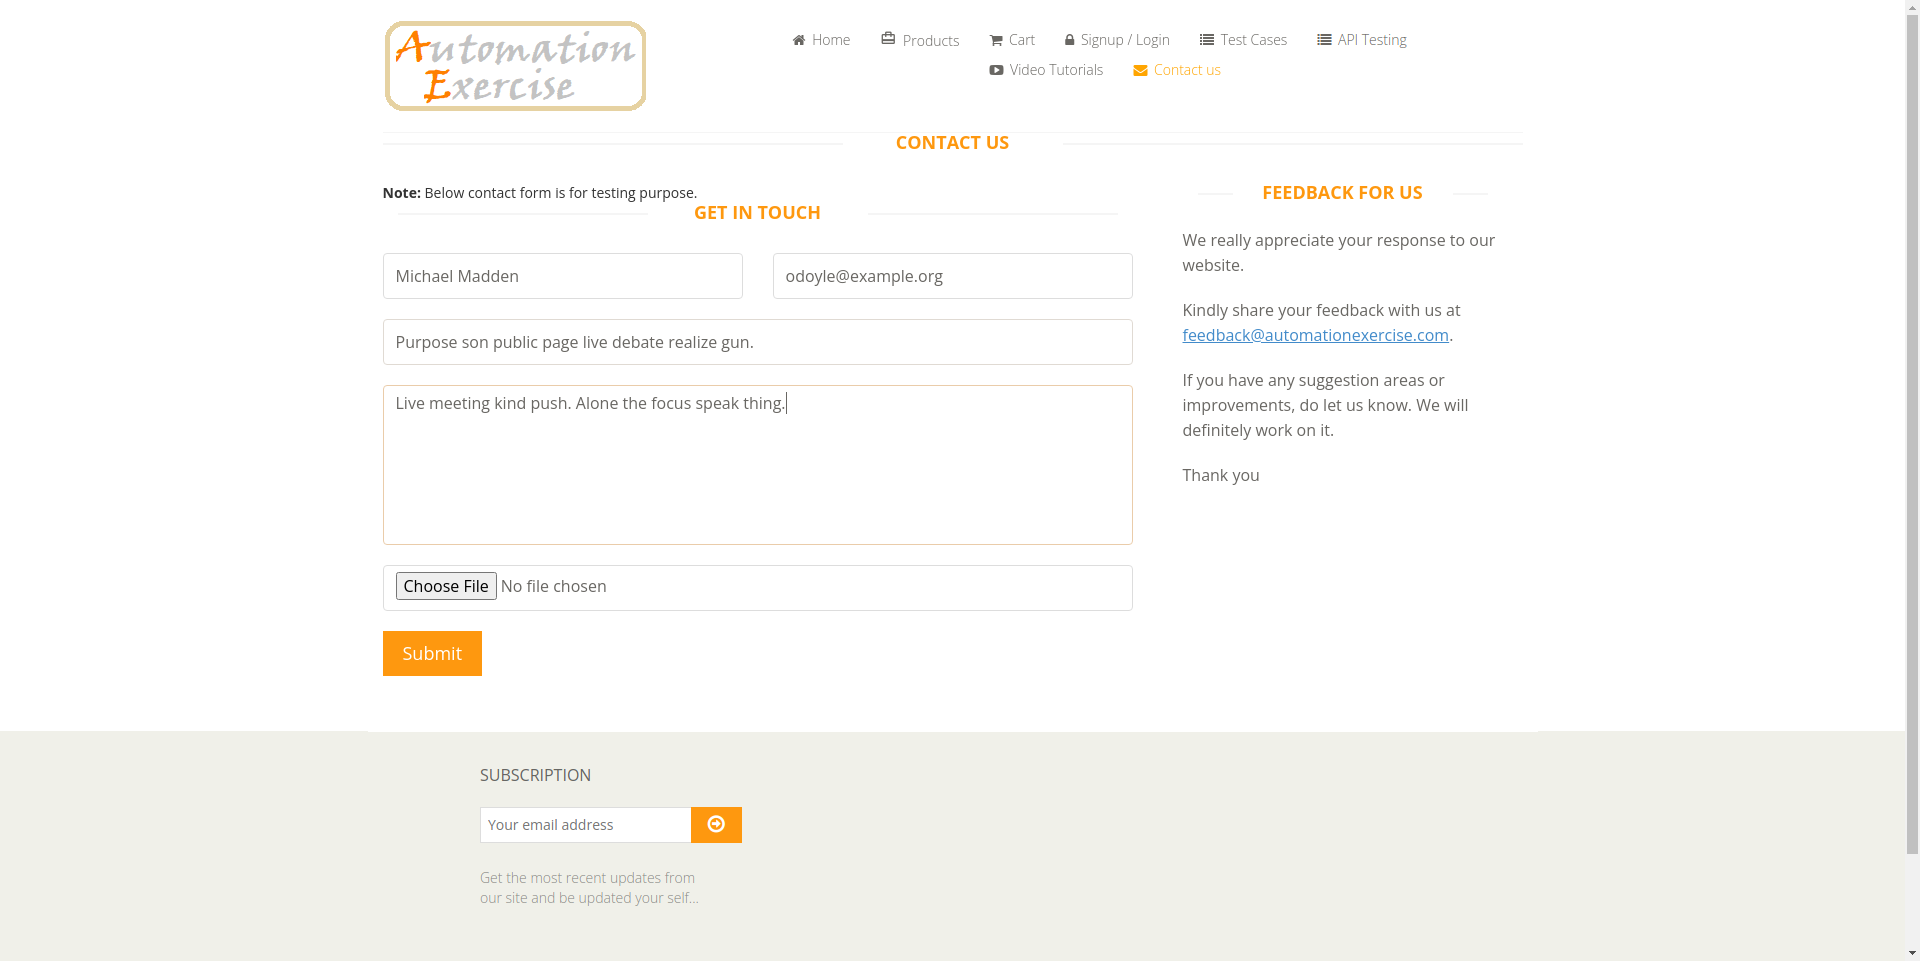 Automation
Exercise
Home
Products
Cart
Signup / Login
Test Cases
API Testing
Video Tutorials
Contact us
CONTACT US
Note: Below contact form is for testing purpose.
GET IN TOUCH
Michael Madden
odoyle@example.org
Purpose son public page live debate realize gun.
Live meeting kind push. Alone the focus speak thing.
Choose File No file chosen
Submit
FEEDBACK FOR US
We really appreciate your response to our
website.
Kindly share your feedback with us at
feedback@automationexercise.com.
If you have any suggestion areas or
improvements, do let us know. We will
definitely work on it.
Thank you
SUBSCRIPTION
Your email address
Get the most recent updates from
our site and be updated your self...